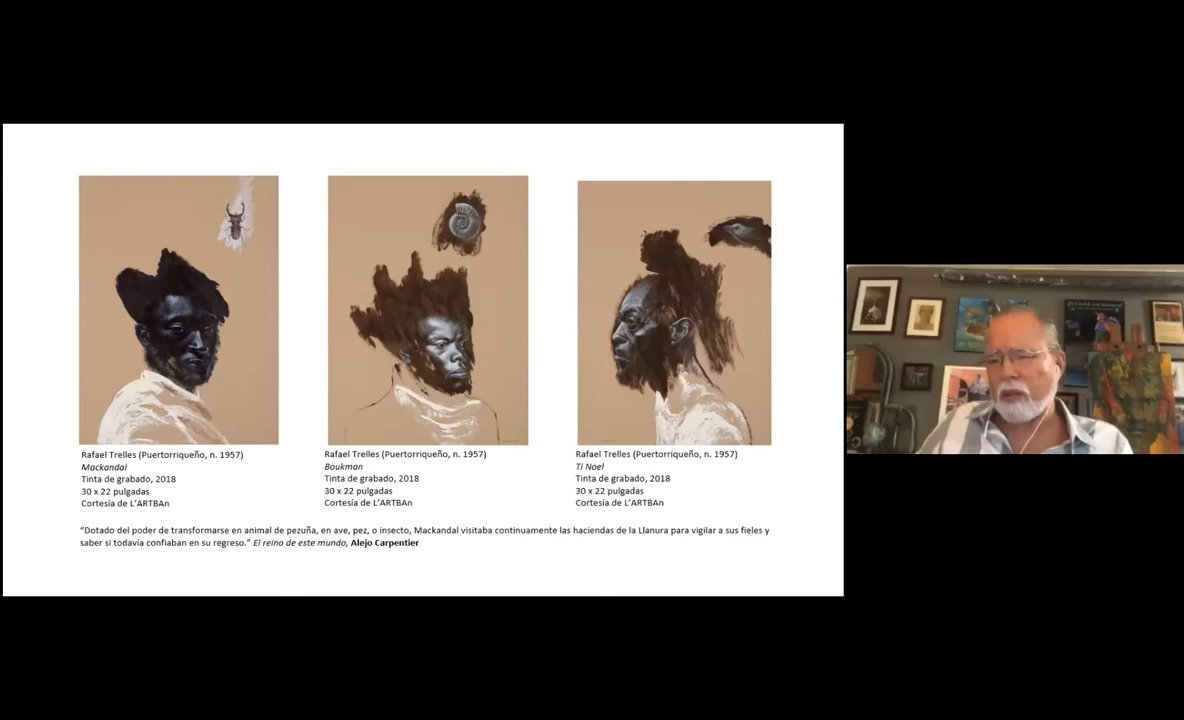 Rafael Trelles (Puertorriqueño, n. 1957)
Mackandal
Tinta de grabado, 2018
30 x 22 pulgadas
Cortesía de L’ARTBAn
Rafael Trelles (Puertorriqueño, n. 1957)
Boukman
Tinta de grabado, 2018
30 x 22 pulgadas
Cortesía de L’ARTBAn
Rafael Trelles (Puertorriqueño, n. 1957)
Ti Noel
Tinta de grabado, 2018
30 x 22 pulgadas
Cortesía de L’ARTBAn
“Dotado del poder de transformarse en animal de pezuña, en ave, pez, o insecto, Mackandal visitaba continuamente las haciendas de la Llanura para vigilar a sus fieles y
saber si todavía confiaban en su regreso.” El reino de este mundo, Alejo Carpentier